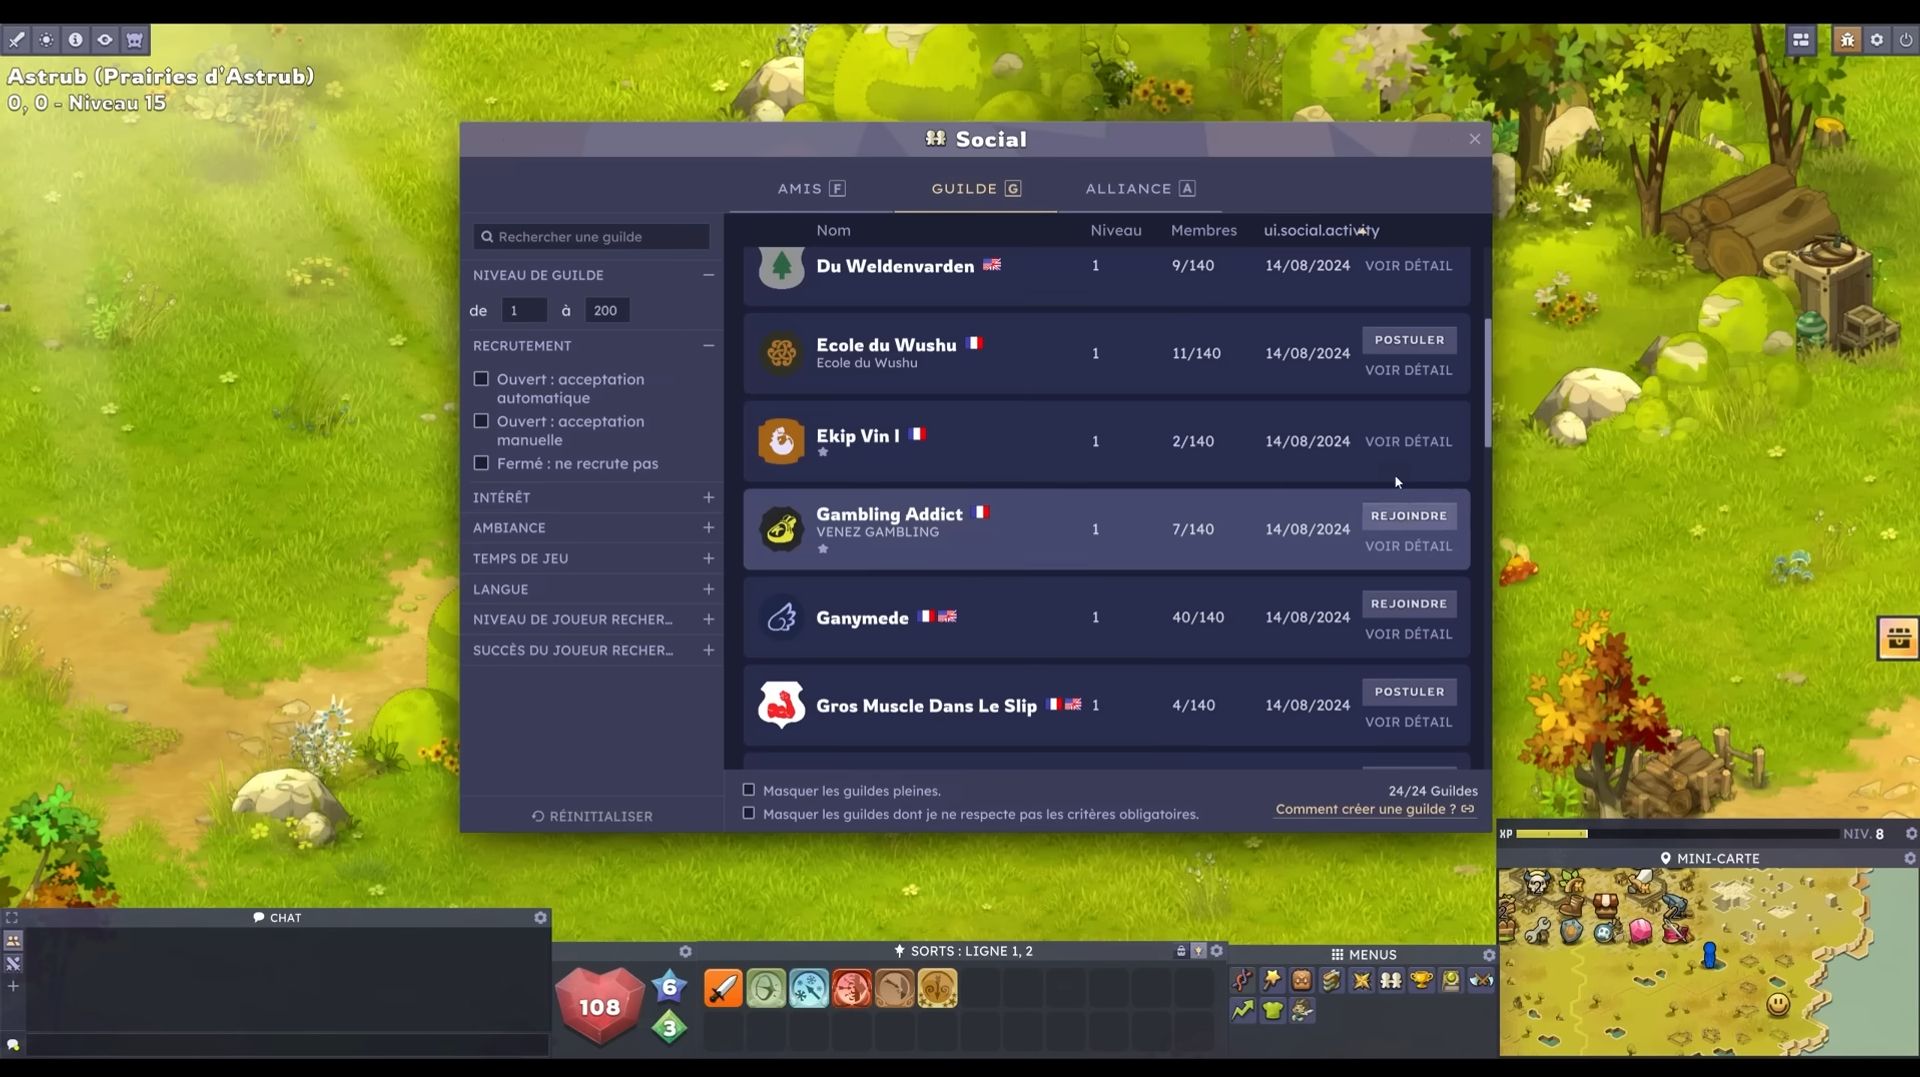 Astrub (Prairies d'Astrub)
0, 0 - Niveau 15
Social
AMIS F
GUILDE G
ALLIANCE A
Rechercher une guilde
NIVEAU DE GUILDE
de 1 à 200
RECRUTEMENT
Ouvert : acceptation
automatique
Ouvert : acceptation
manuelle
Fermé : ne recrute pas
INTÉRÊT
AMBIANCE
TEMPS DE JEU
LANGUE
NIVEAU DE JOUEUR RECHER...
SUCCÈS DU JOUEUR RECHER...
RÉINITIALISER
Nom Niveau Membres ui.social.activity
Du Weldenvarden 1 9/140 14/08/2024 VOIR DÉTAIL
Ecole du Wushu 1 11/140 14/08/2024 POSTULER
Ecole du Wushu VOIR DÉTAIL
Ekip Vin I 1 2/140 14/08/2024 VOIR DÉTAIL
Gambling Addict 1 7/140 14/08/2024 REJOINDRE
VENEZ GAMBLING VOIR DÉTAIL
Ganymede 1 40/140 14/08/2024 REJOINDRE
VOIR DÉTAIL
Gros Muscle Dans Le Slip 1 4/140 14/08/2024 POSTULER
VOIR DÉTAIL
Masquer les guildes pleines.
24/24 Guildes
Masquer les guildes dont je ne respecte pas les critères obligatoires.
Comment créer une guilde ?
XP NIV. 8
MINI-CARTE
CHAT
108
6
3
SORTS : LIGNE 1, 2
MENUS